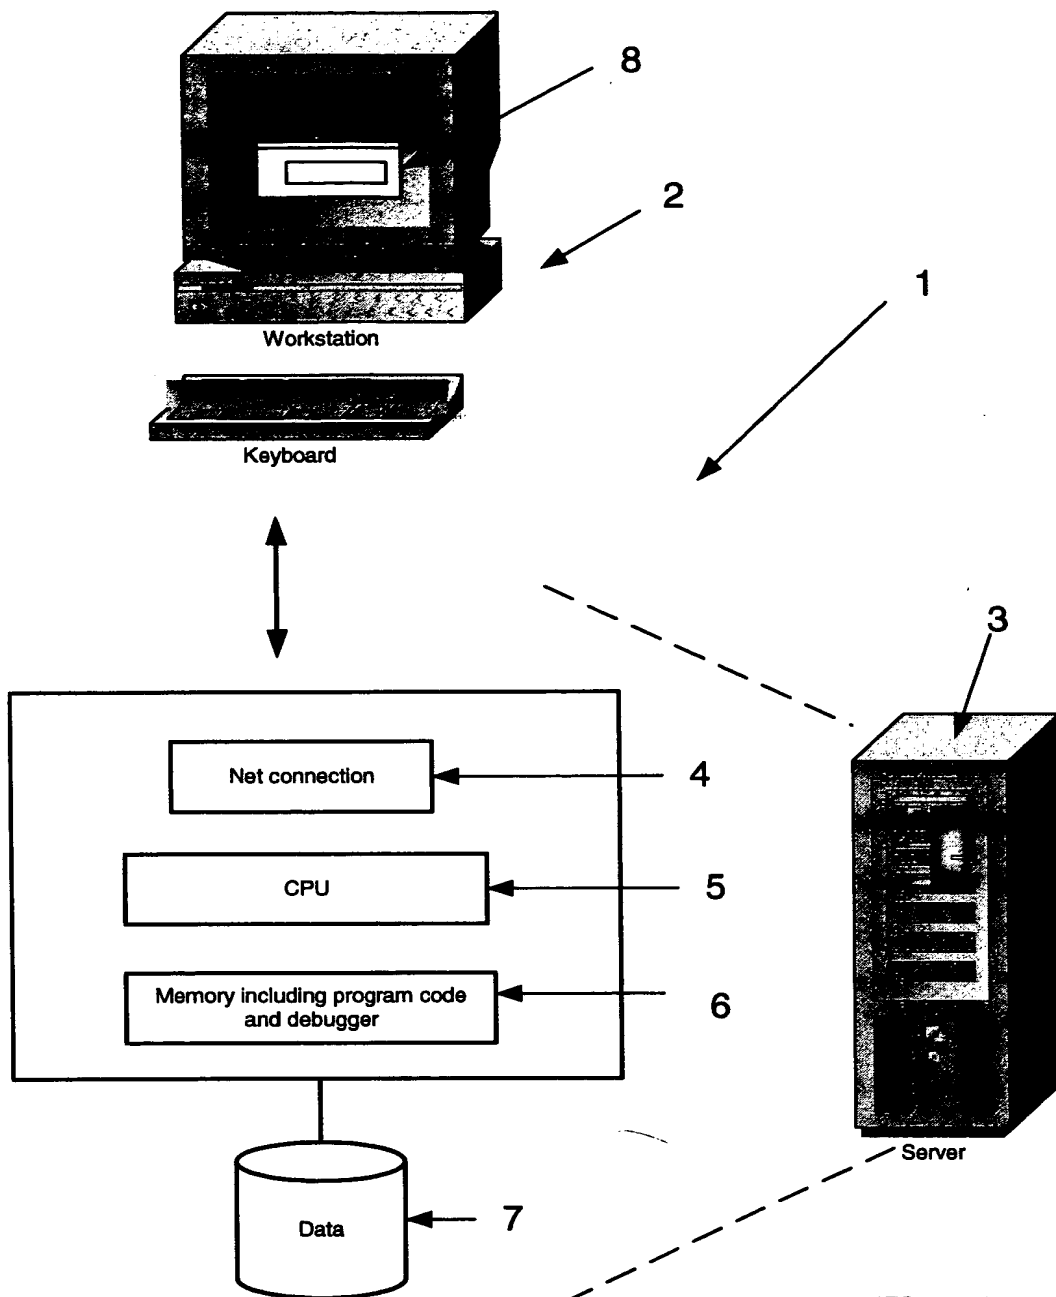 8
2
1
Workstation
Keyboard
3
Net connection
4
CPU
5
Memory including program code
and debugger
6
Server
Data
7